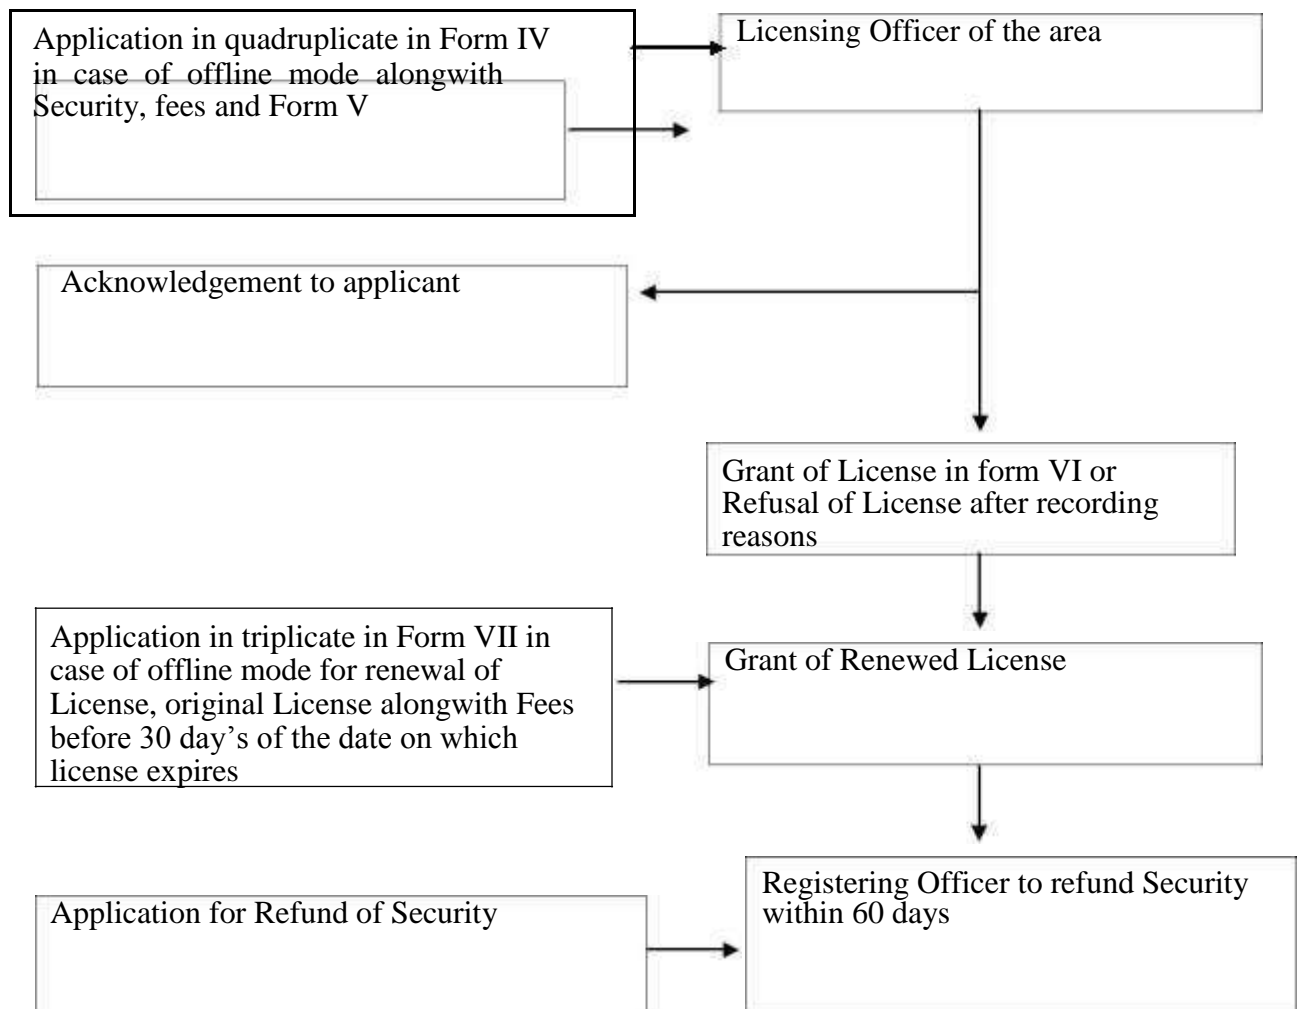 Application in quadruplicate in Form IV
in case of offline mode alongwith
Security, fees and Form V
Licensing Officer of the area
Acknowledgement to applicant
Grant of License in form VI or
Refusal of License after recording
reasons
Application in triplicate in Form VII in
case of offline mode for renewal of
License, original License alongwith Fees
before 30 day’s of the date on which
license expires
Grant of Renewed License
Application for Refund of Security
Registering Officer to refund Security
within 60 days